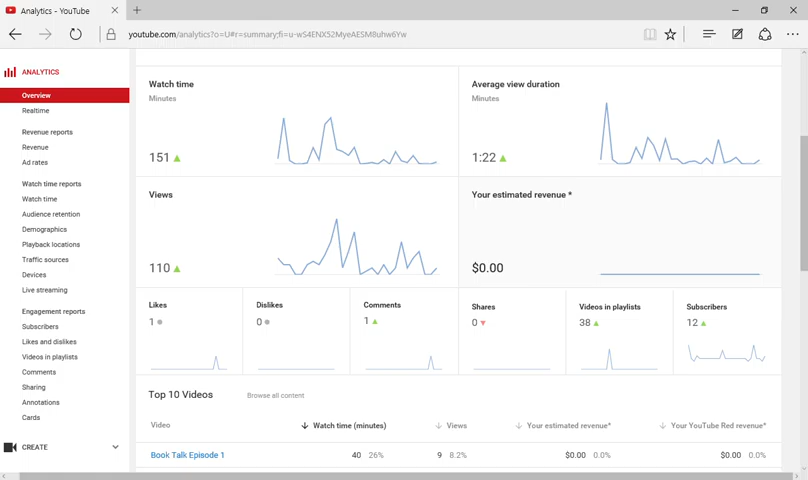 Analytics - YouTube
youtube.com/analytics?o=U#r=summary;fi=u-wS4ENX52MyeAESM8uhw6Yw
ANALYTICS
Overview
Realtime
Revenue reports
Revenue
Ad rates
Watch time reports
Watch time
Audience retention
Demographics
Playback locations
Traffic sources
Devices
Live streaming
Engagement reports
Subscribers
Likes and dislikes
Videos in playlists
Comments
Sharing
Annotations
Cards
CREATE
Watch time
Minutes
151
Average view duration
Minutes
1:22
Views
110
Your estimated revenue *
$0.00
Likes
1
Dislikes
0
Comments
1
Shares
0
Videos in playlists
38
Subscribers
12
Top 10 Videos Browse all content
Video Watch time (minutes) Views Your estimated revenue* Your YouTube Red revenue*
Book Talk Episode 1 40 26% 9 8.2% $0.00 0.0% $0.00 0.0%